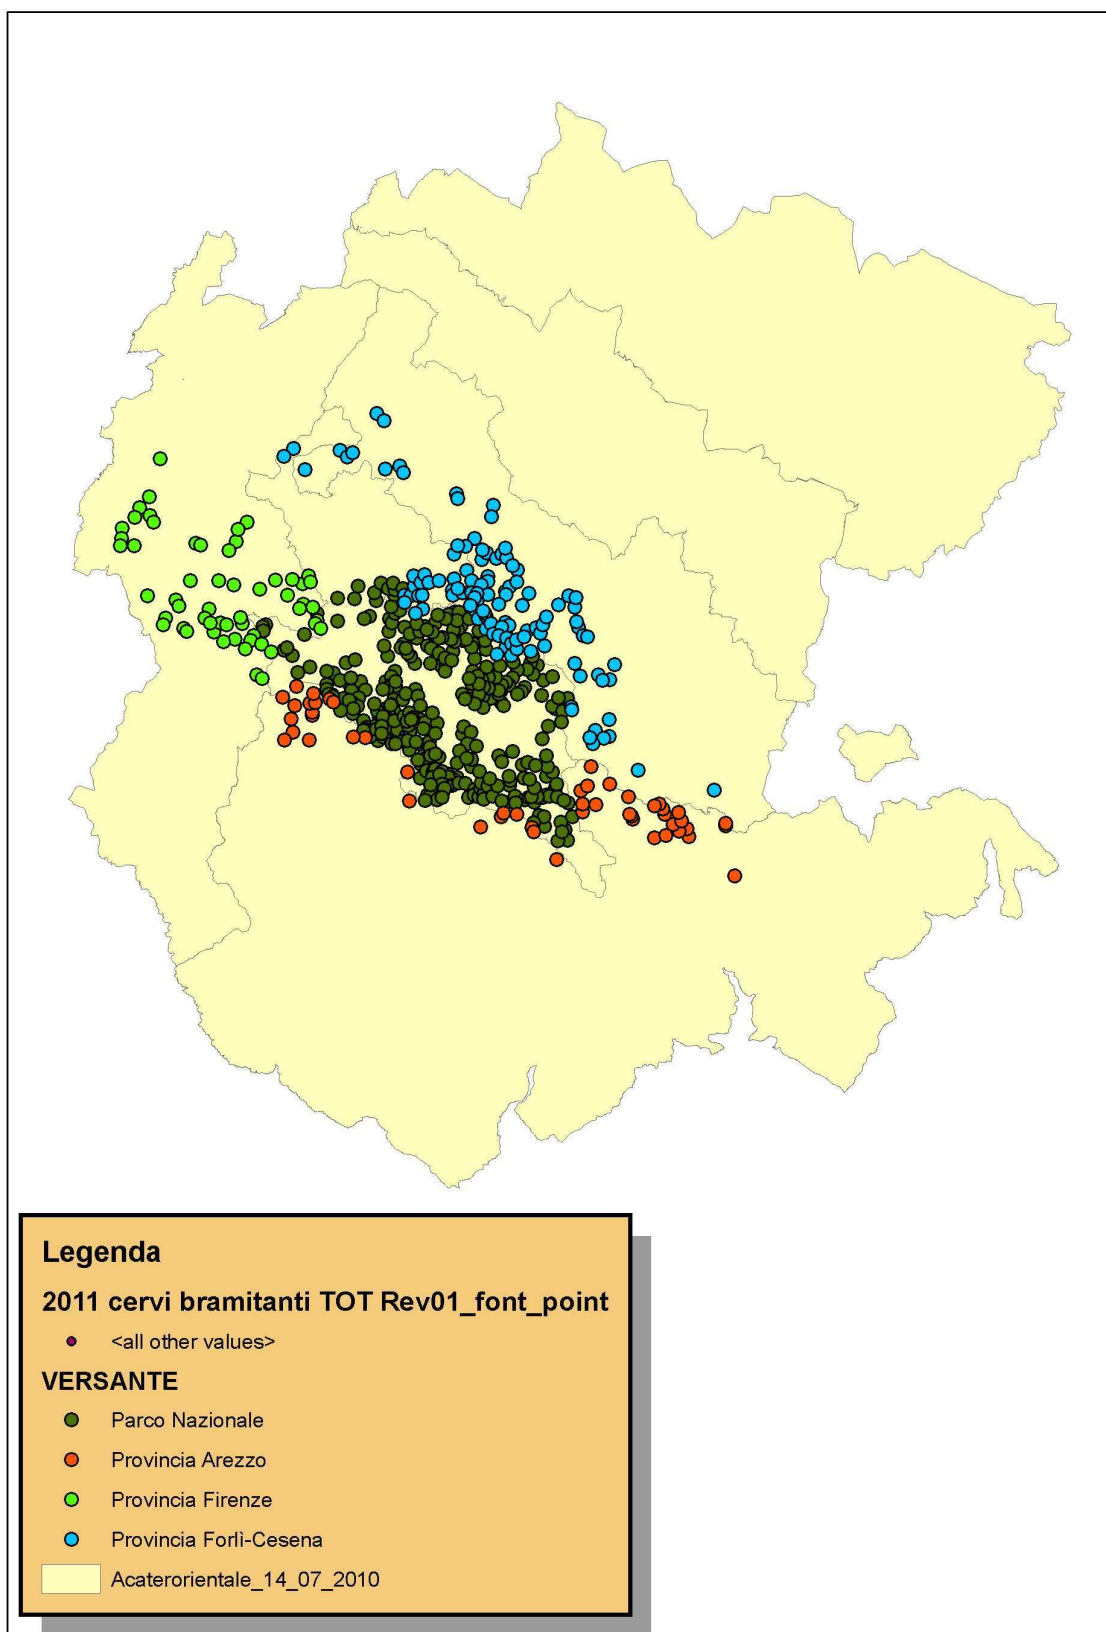 Legenda
2011 cervi bramitanti TOT Rev01_font_point
<all other values>
VERSANTE
Parco Nazionale
Provincia Arezzo
Provincia Firenze
Provincia Forlì-Cesena
Acaterorientale_14_07_2010